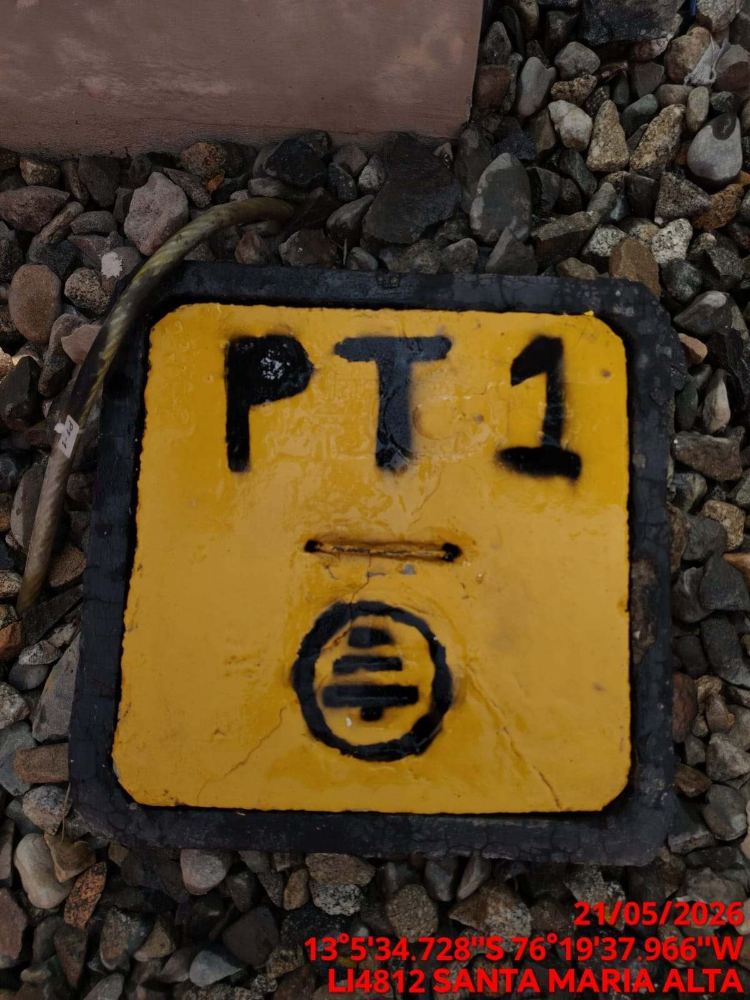 PT1
21/05/2026
13°5'34.728"S 76°19'37.966"W
LI4812 SANTA MARIA ALTA